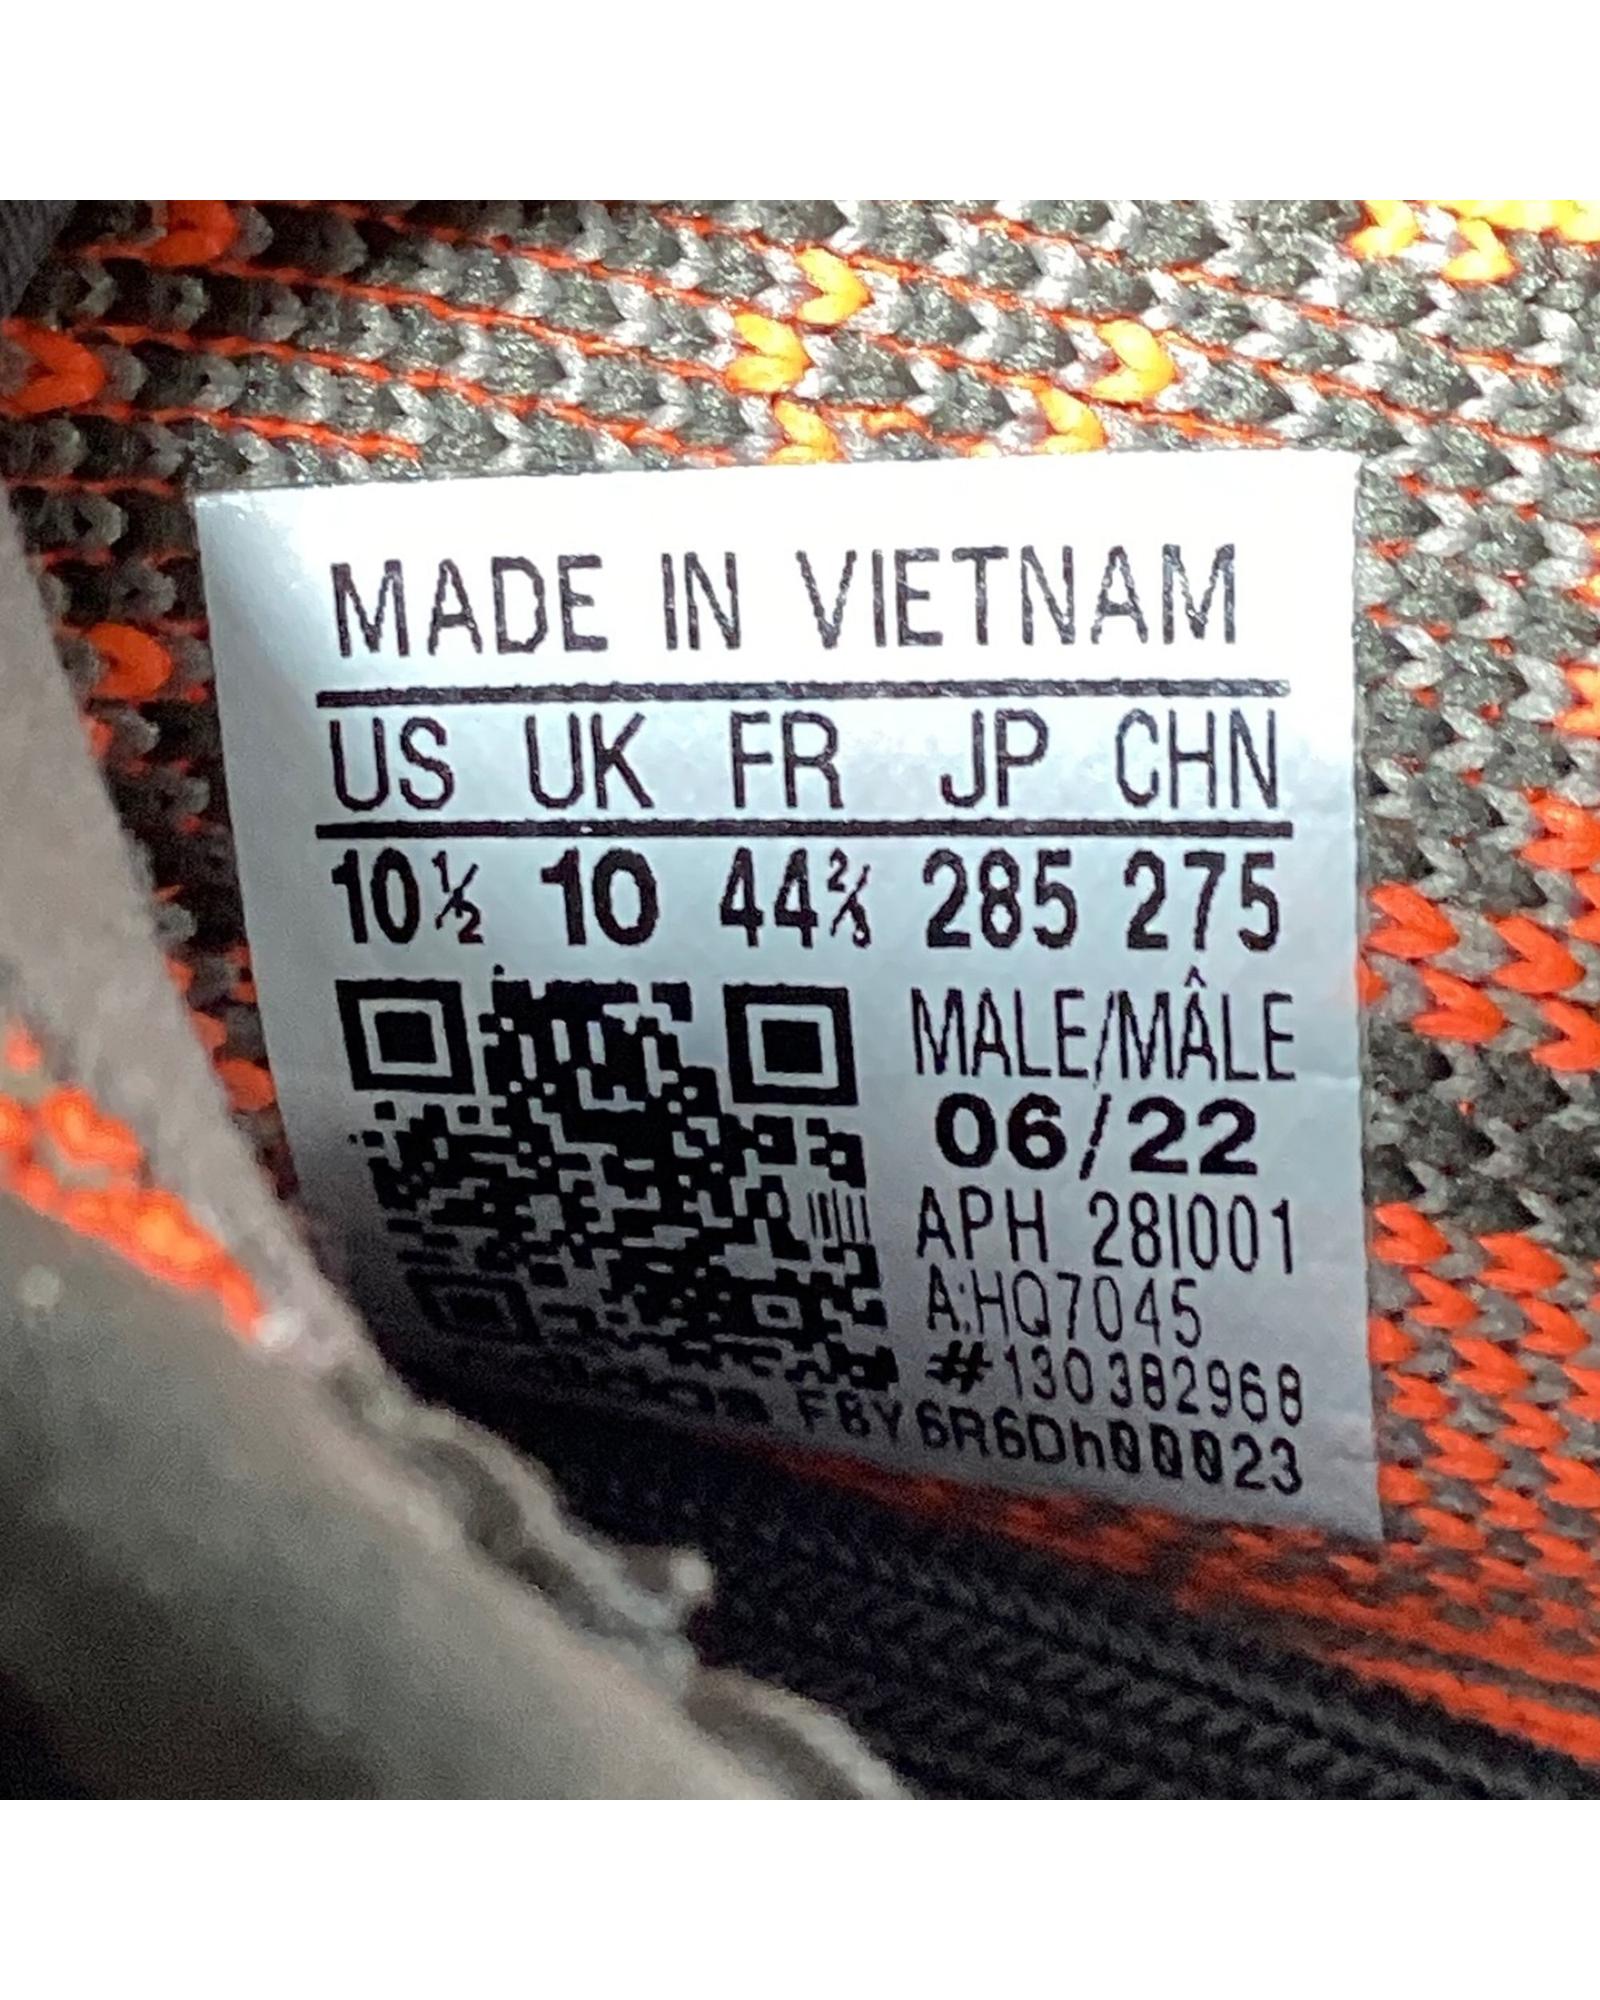 MADE IN VIETNAM
US UK FR JP CHN
10½ 10 44⅔ 285 275
MALE/MÂLE
06/22
APH 28I001
A:HQ7045
#130382968
F8Y6R6Dh00023